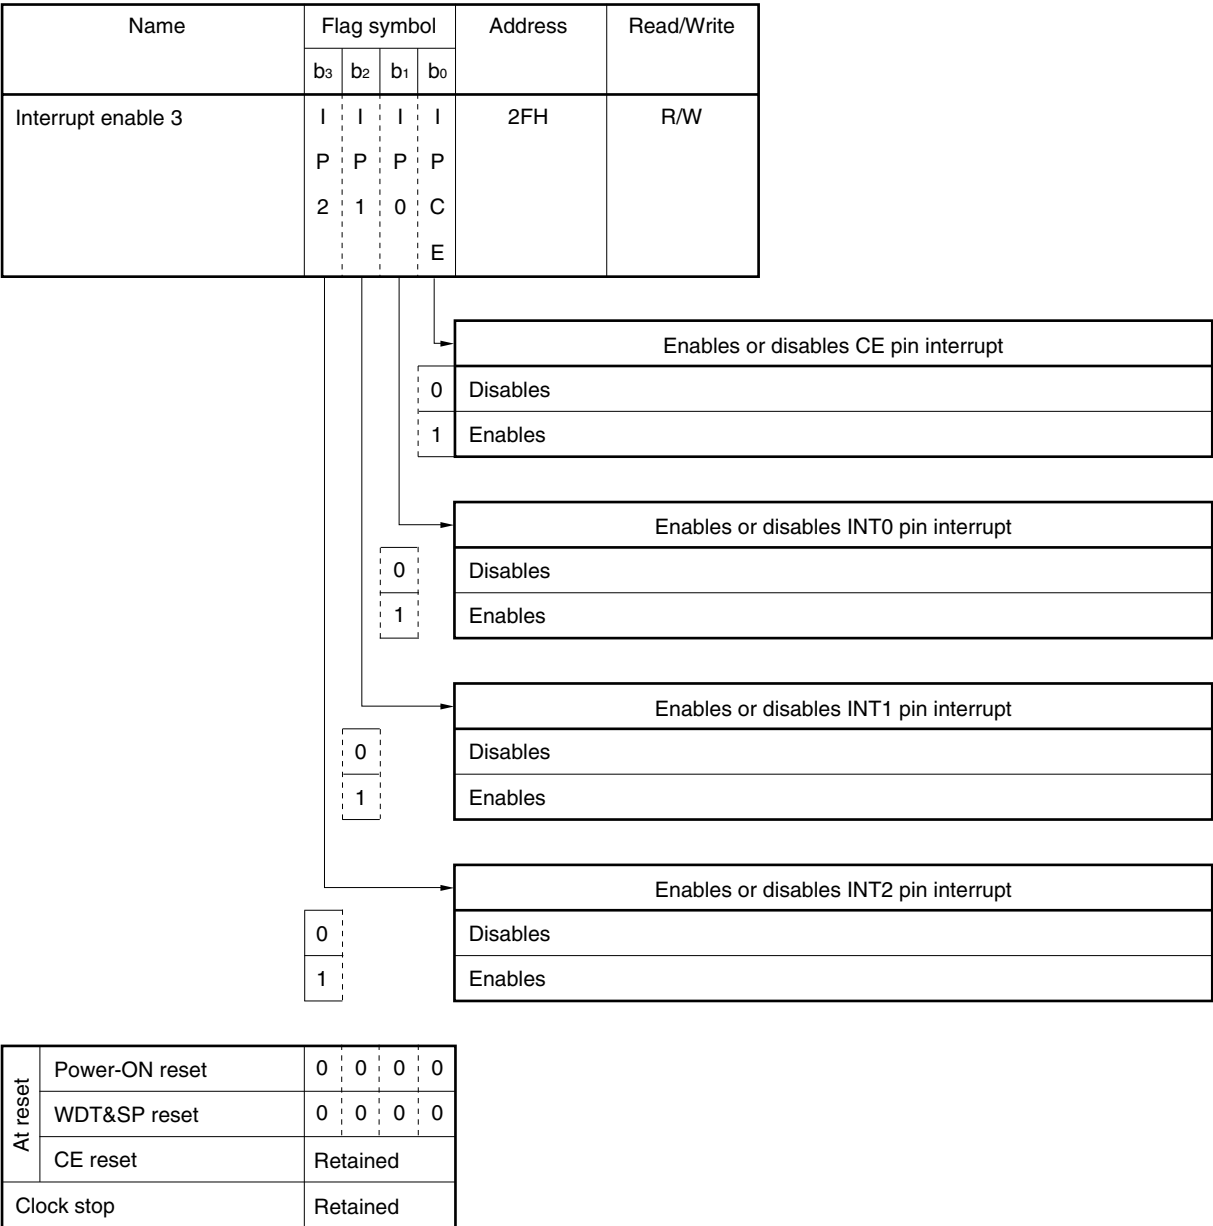 Name Flag symbol Address Read/Write
b3 b2 b1 b0
Interrupt enable 3 I I I I 2FH R/W
P P P P
2 1 0 C
E
Enables or disables CE pin interrupt
0 Disables
1 Enables
Enables or disables INT0 pin interrupt
0 Disables
1 Enables
Enables or disables INT1 pin interrupt
0 Disables
1 Enables
Enables or disables INT2 pin interrupt
0 Disables
1 Enables
At reset
Power-ON reset 0 0 0 0
WDT&SP reset 0 0 0 0
CE reset Retained
Clock stop Retained